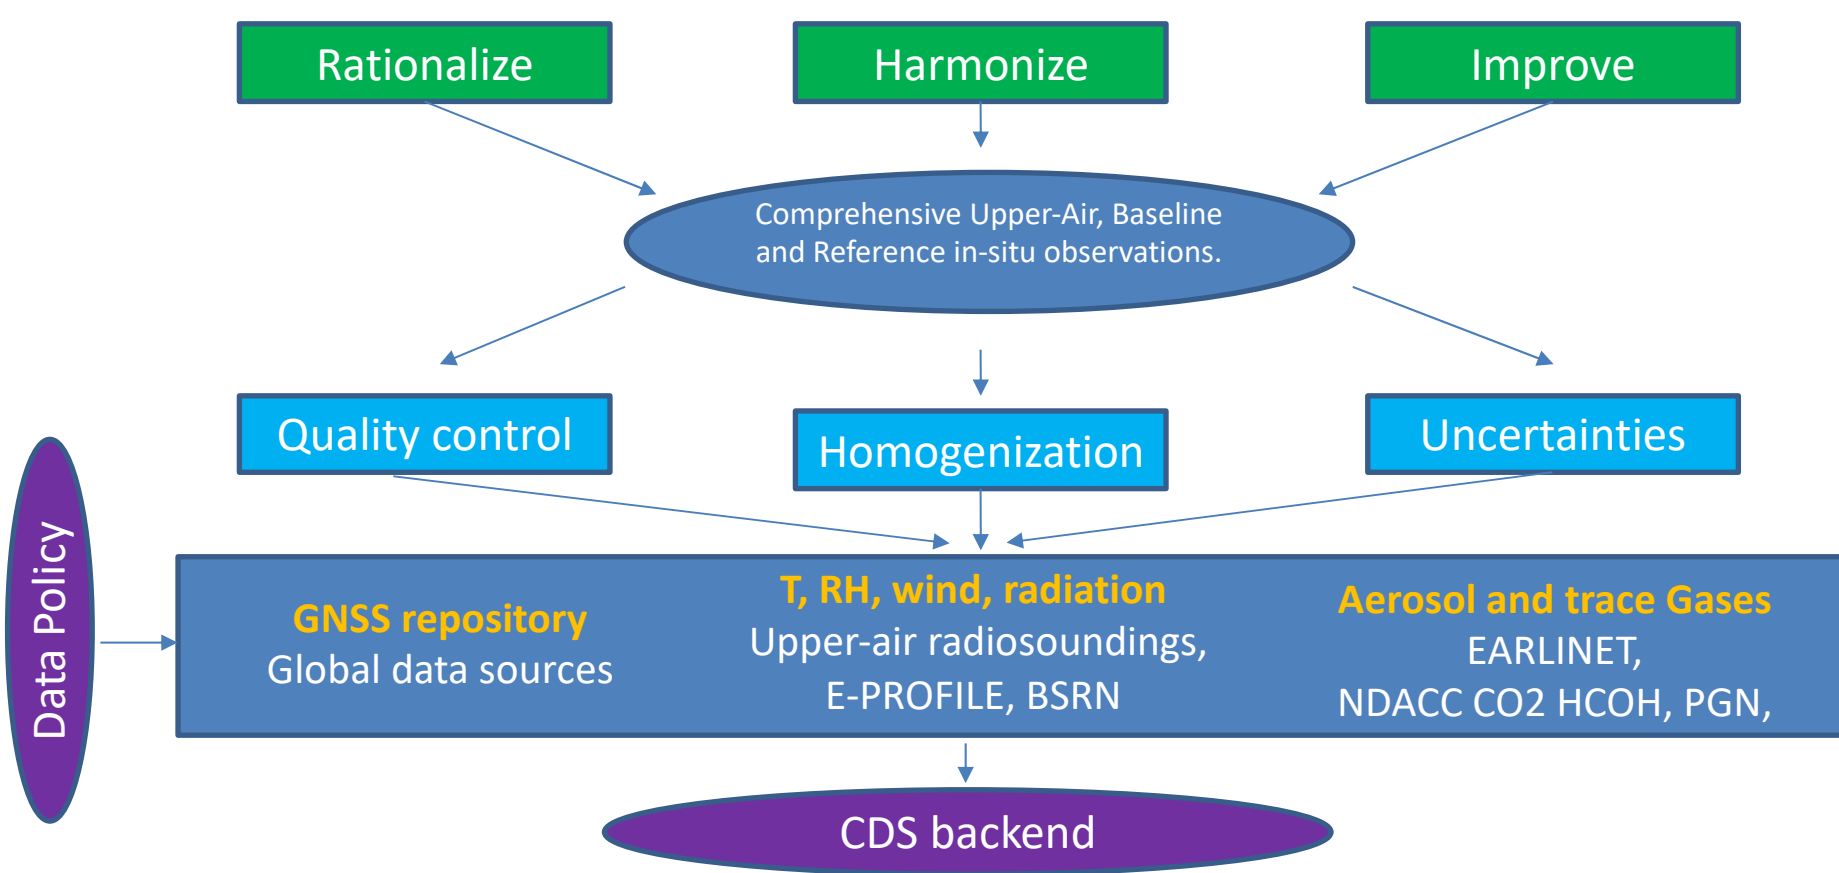 Rationalize
Harmonize
Improve
Comprehensive Upper-Air, Baseline
and Reference in-situ observations.
Quality control
Homogenization
Uncertainties
Data Policy
GNSS repository
Global data sources
T, RH, wind, radiation
Upper-air radiosoundings,
E-PROFILE, BSRN
Aerosol and trace Gases
EARLINET,
NDACC CO2 HCOH, PGN,
CDS backend